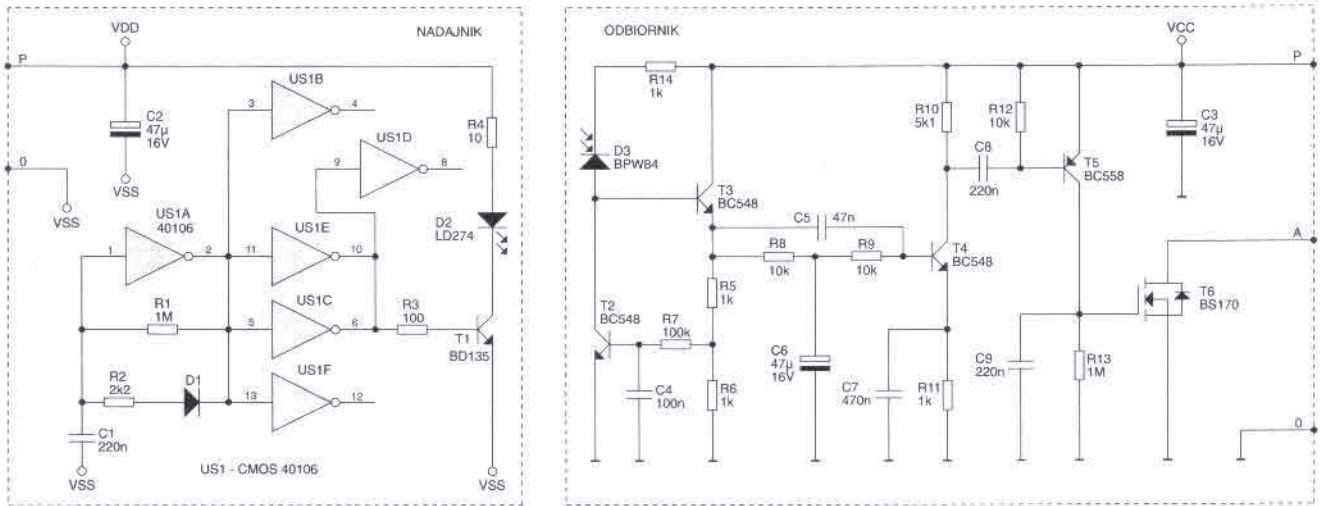 VDD
NADAJNIK
P
US1B
3
4
C2
47µ
16V
R4
10
US1D
9
8
0
VSS
VSS
US1A
40106
1
2
US1E
11
10
D2
LD274
R1
1M
US1C
5
6
R3
100
T1
BD135
R2
2k2
D1
US1F
13
12
C1
220n
US1 - CMOS 40106
VSS
VSS
ODBIORNIK
VCC
P
R14
1k
R10
5k1
R12
10k
C3
47µ
16V
D3
BPW84
C8
220n
T5
BC558
T3
BC548
C5
47n
R8
10k
R9
10k
T4
BC548
A
R5
1k
T6
BS170
T2
BC548
R7
100k
C6
47µ
16V
C4
100n
R6
1k
C7
470n
R11
1k
C9
220n
R13
1M
0